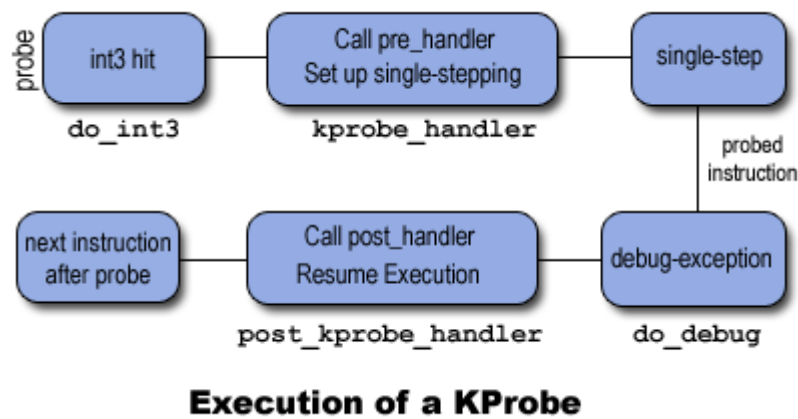 probe
int3 hit
do_int3
Call pre_handler
Set up single-stepping
kprobe_handler
single-step
probed
instruction
next instruction
after probe
Call post_handler
Resume Execution
post_kprobe_handler
debug-exception
do_debug
Execution of a KProbe